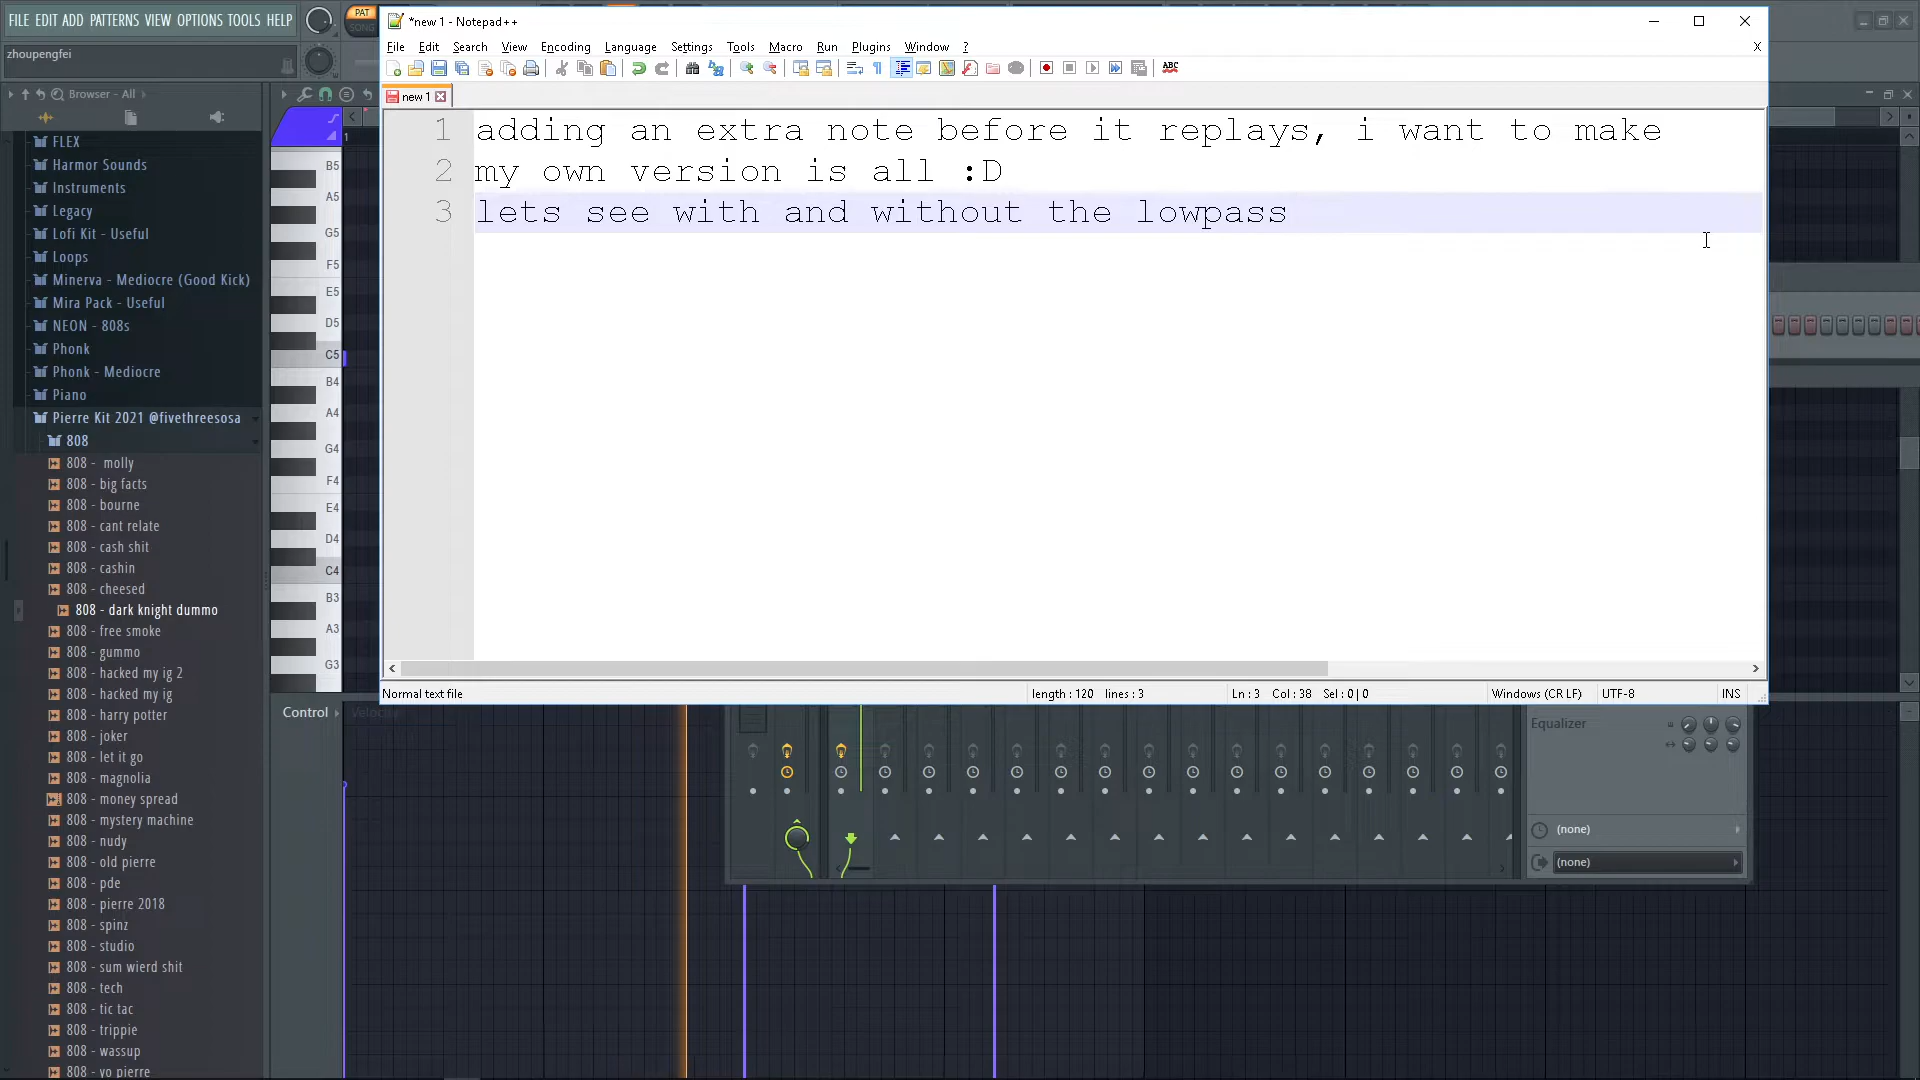 FILE EDIT ADD PATTERNS VIEW OPTIONS TOOLS HELP
PAT
SONG
zhoupengfei
Browser - All
FLEX
Harmor Sounds
Instruments
Legacy
Lofi Kit - Useful
Loops
Minerva - Mediocre (Good Kick)
Mira Pack - Useful
NEON - 808s
Phonk
Phonk - Mediocre
Piano
Pierre Kit 2021 @fivethreesosa
808
808 - molly
808 - big facts
808 - bourne
808 - cant relate
808 - cash shit
808 - cashin
808 - cheesed
808 - dark knight dummo
808 - free smoke
808 - gummo
808 - hacked my ig 2
808 - hacked my ig
808 - harry potter
808 - joker
808 - let it go
808 - magnolia
808 - money spread
808 - mystery machine
808 - nudy
808 - old pierre
808 - pde
808 - pierre 2018
808 - spinz
808 - studio
808 - sum wierd shit
808 - tech
808 - tic tac
808 - trippie
808 - wassup
808 - yo pierre
1
B5
A5
G5
F5
E5
D5
C5
B4
A4
G4
F4
E4
D4
C4
B3
A3
G3
Control
Velocity
*new 1 - Notepad++
File Edit Search View Encoding Language Settings Tools Macro Run Plugins Window ?
X
ABC
new 1
1 adding an extra note before it replays, i want to make
2 my own version is all :D
3 lets see with and without the lowpass
Normal text file length : 120 lines : 3 Ln : 3 Col : 38 Sel : 0 | 0 Windows (CR LF) UTF-8 INS
Equalizer
(none)
(none)